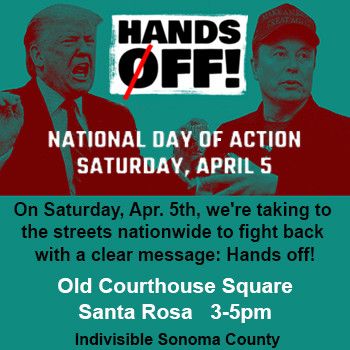 HANDS
OFF!
NATIONAL DAY OF ACTION
SATURDAY, APRIL 5
On Saturday, Apr. 5th, we're taking to
the streets nationwide to fight back
with a clear message: Hands off!
Old Courthouse Square
Santa Rosa 3-5pm
Indivisible Sonoma County